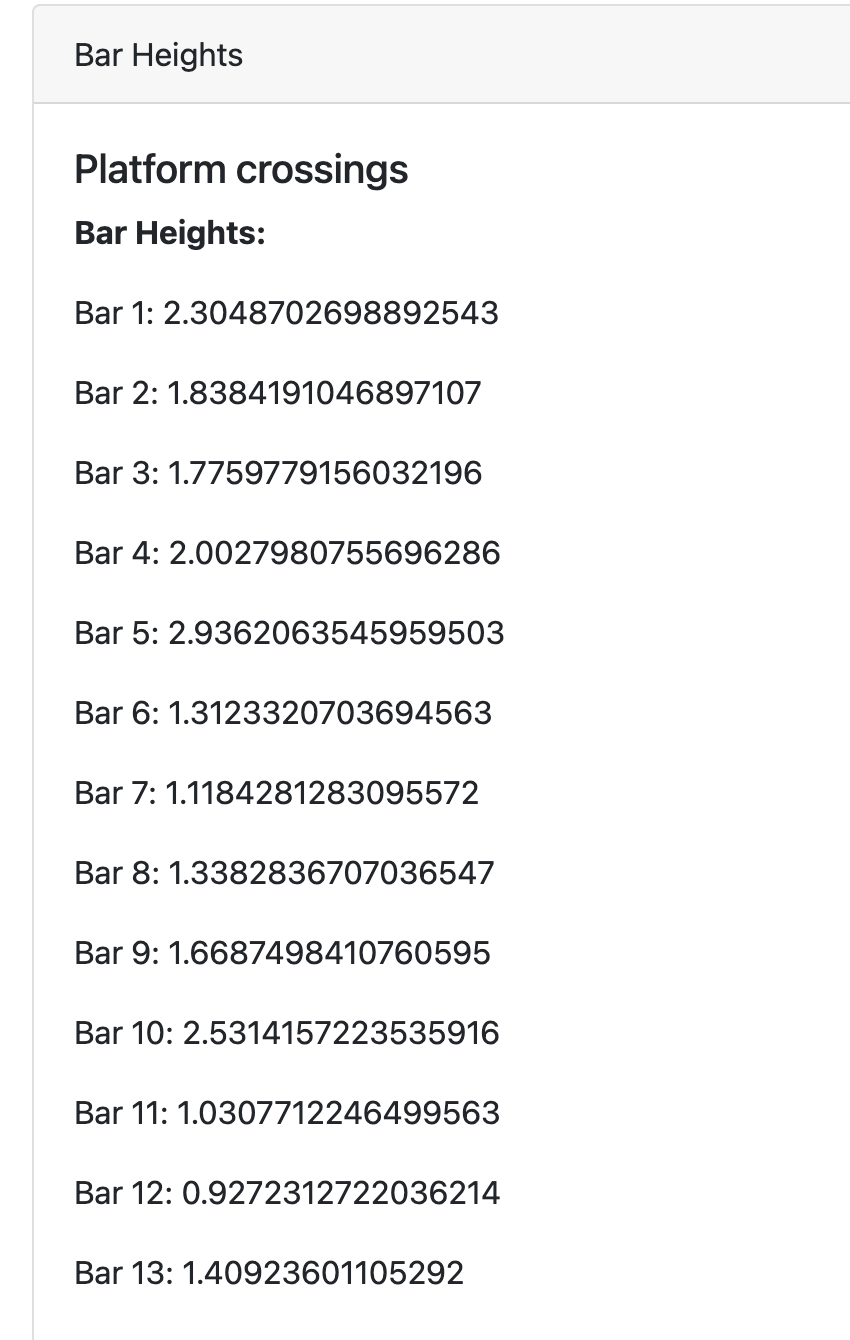 Bar Heights
Platform crossings
Bar Heights:
Bar 1: 2.3048702698892543
Bar 2: 1.8384191046897107
Bar 3: 1.7759779156032196
Bar 4: 2.0027980755696286
Bar 5: 2.9362063545959503
Bar 6: 1.3123320703694563
Bar 7: 1.1184281283095572
Bar 8: 1.3382836707036547
Bar 9: 1.6687498410760595
Bar 10: 2.5314157223535916
Bar 11: 1.0307712246499563
Bar 12: 0.9272312722036214
Bar 13: 1.40923601105292